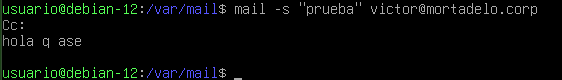 usuario@debian-12:/var/mail$ mail -s "prueba" victor@mortadelo.corp
Cc:
hola q ase
usuario@debian-12:/var/mail$ _